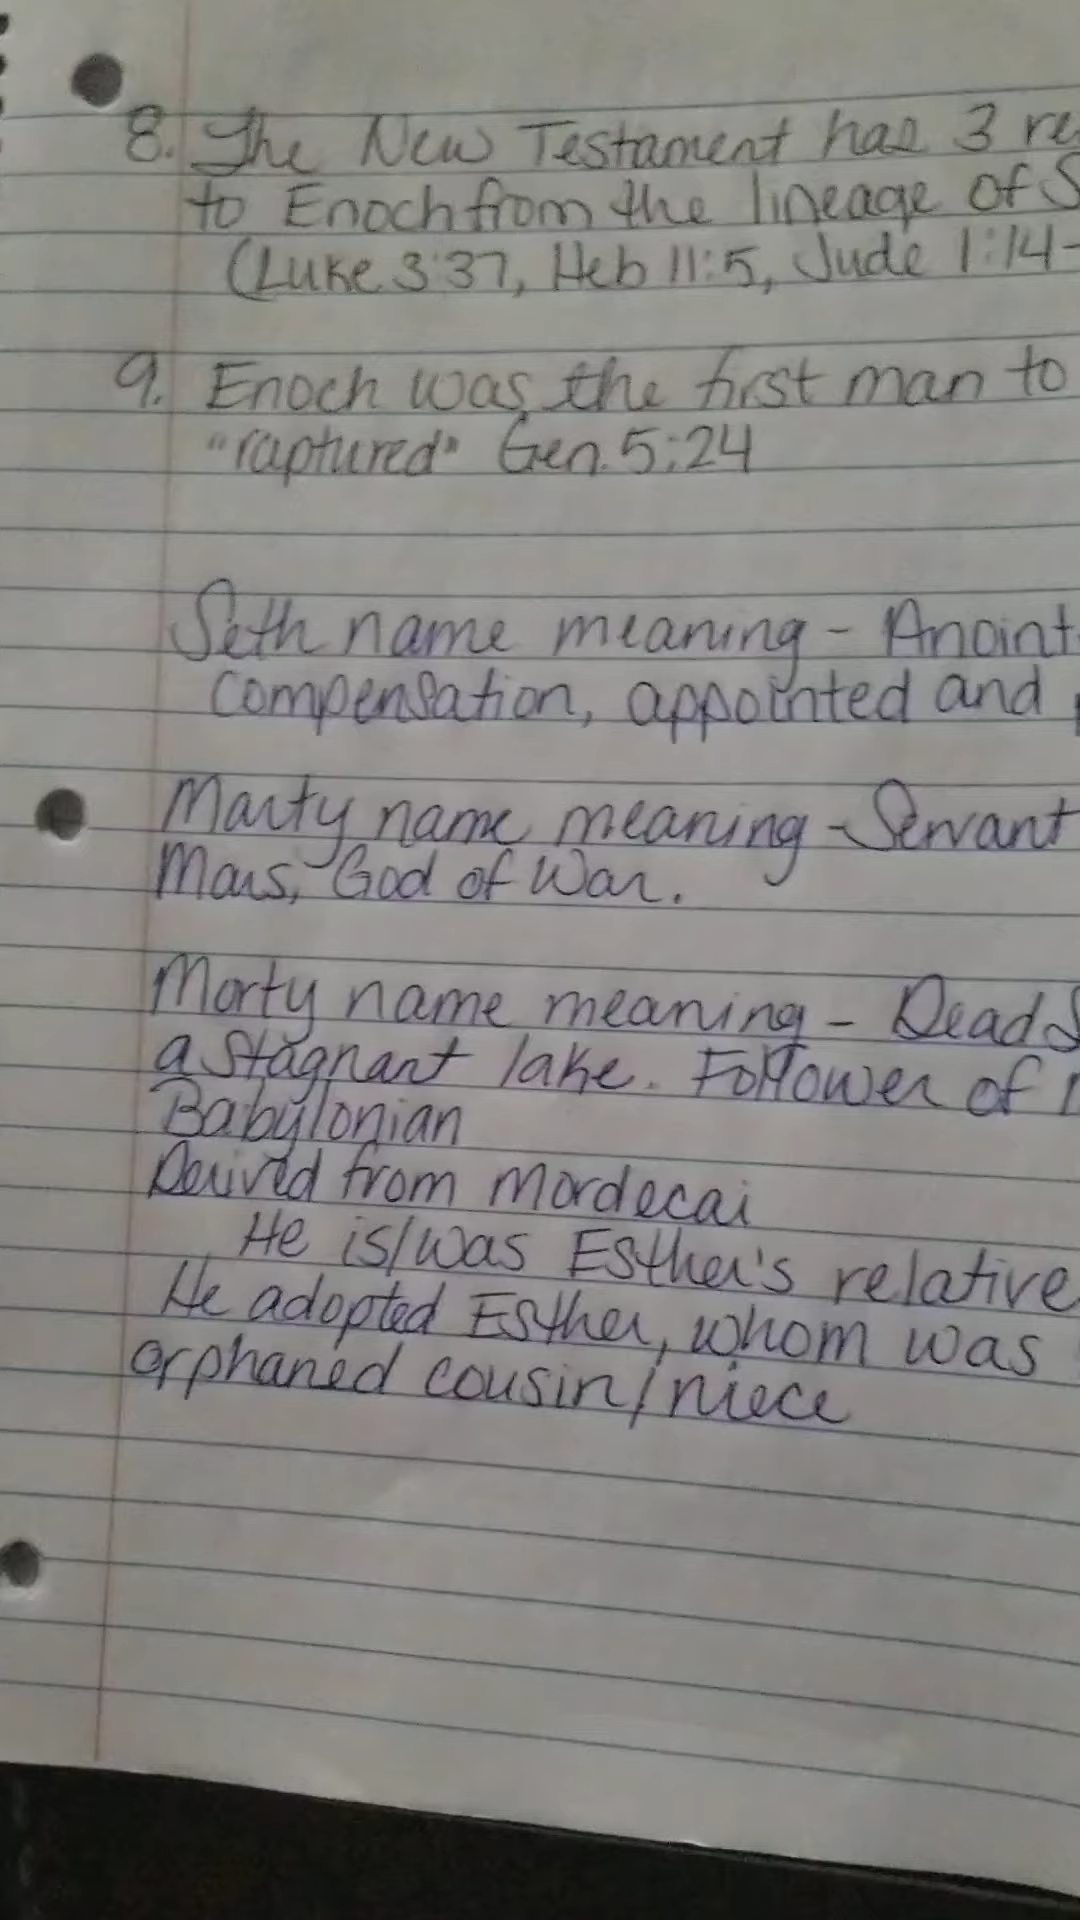 8. The New Testament has 3 re
to Enoch from the lineage of S
(Luke 3:37, Heb 11:5, Jude 1:14-
9. Enoch was the first man to
"raptured" Gen. 5:24
Seth name meaning - Anoint
compensation, appointed and
Marty name meaning - Servant
Mars, God of War.
Morty name meaning - Dead S
a stagnant lake. Follower of
Babylonian
Derived from Mordecai
He is/was Esther's relative
He adopted Esther, whom was
orphaned cousin/niece